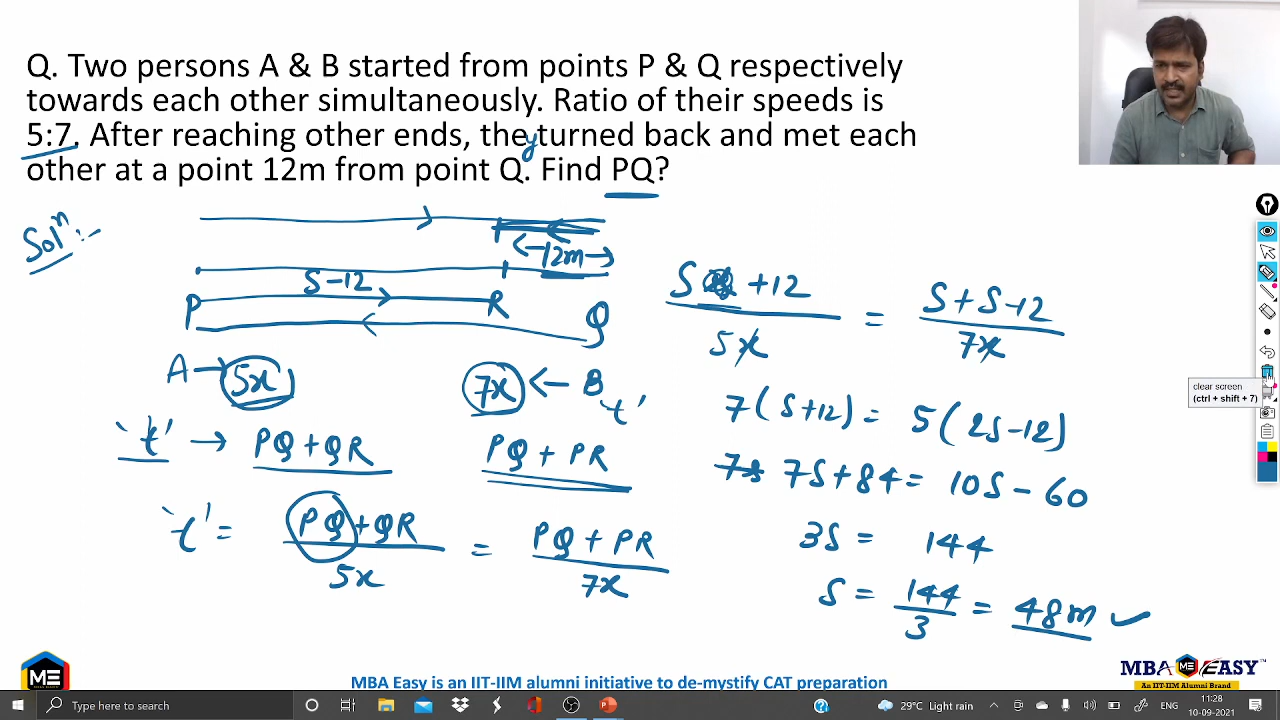 Q. Two persons A & B started from points P & Q respectively
towards each other simultaneously. Ratio of their speeds is
5:7. After reaching other ends, they turned back and met each
other at a point 12m from point Q. Find PQ?
Solⁿ:-
12m
S-12
P R Q
A → 5x 7x ← B
't' → PQ + QR PQ + PR 't'
't' = PQ + QR / 5x = PQ + PR / 7x
S + 12 / 5x = S + S - 12 / 7x
7(S+12) = 5(2S-12)
7S + 84 = 10S - 60
3S = 144
S = 144 / 3 = 48m ✓
clear screen
(ctrl + shift + 7)
ME
MBA Easy is an IIT-IIM alumni initiative to de-mystify CAT preparation
MBA ME EASY™
An IIT-IIM Alumni Brand
Type here to search
29°C Light rain
ENG
11:28
10-09-2021